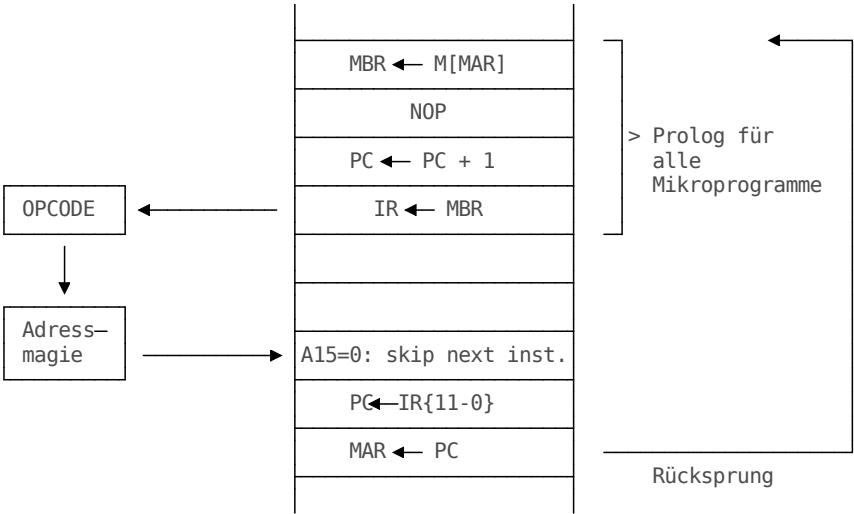 MBR ← M[MAR]
NOP
PC ← PC + 1
IR ← MBR
> Prolog für
alle
Mikroprogramme
OPCODE
Adress–
magie
A15=0: skip next inst.
PC←IR{11-0}
MAR ← PC
Rücksprung